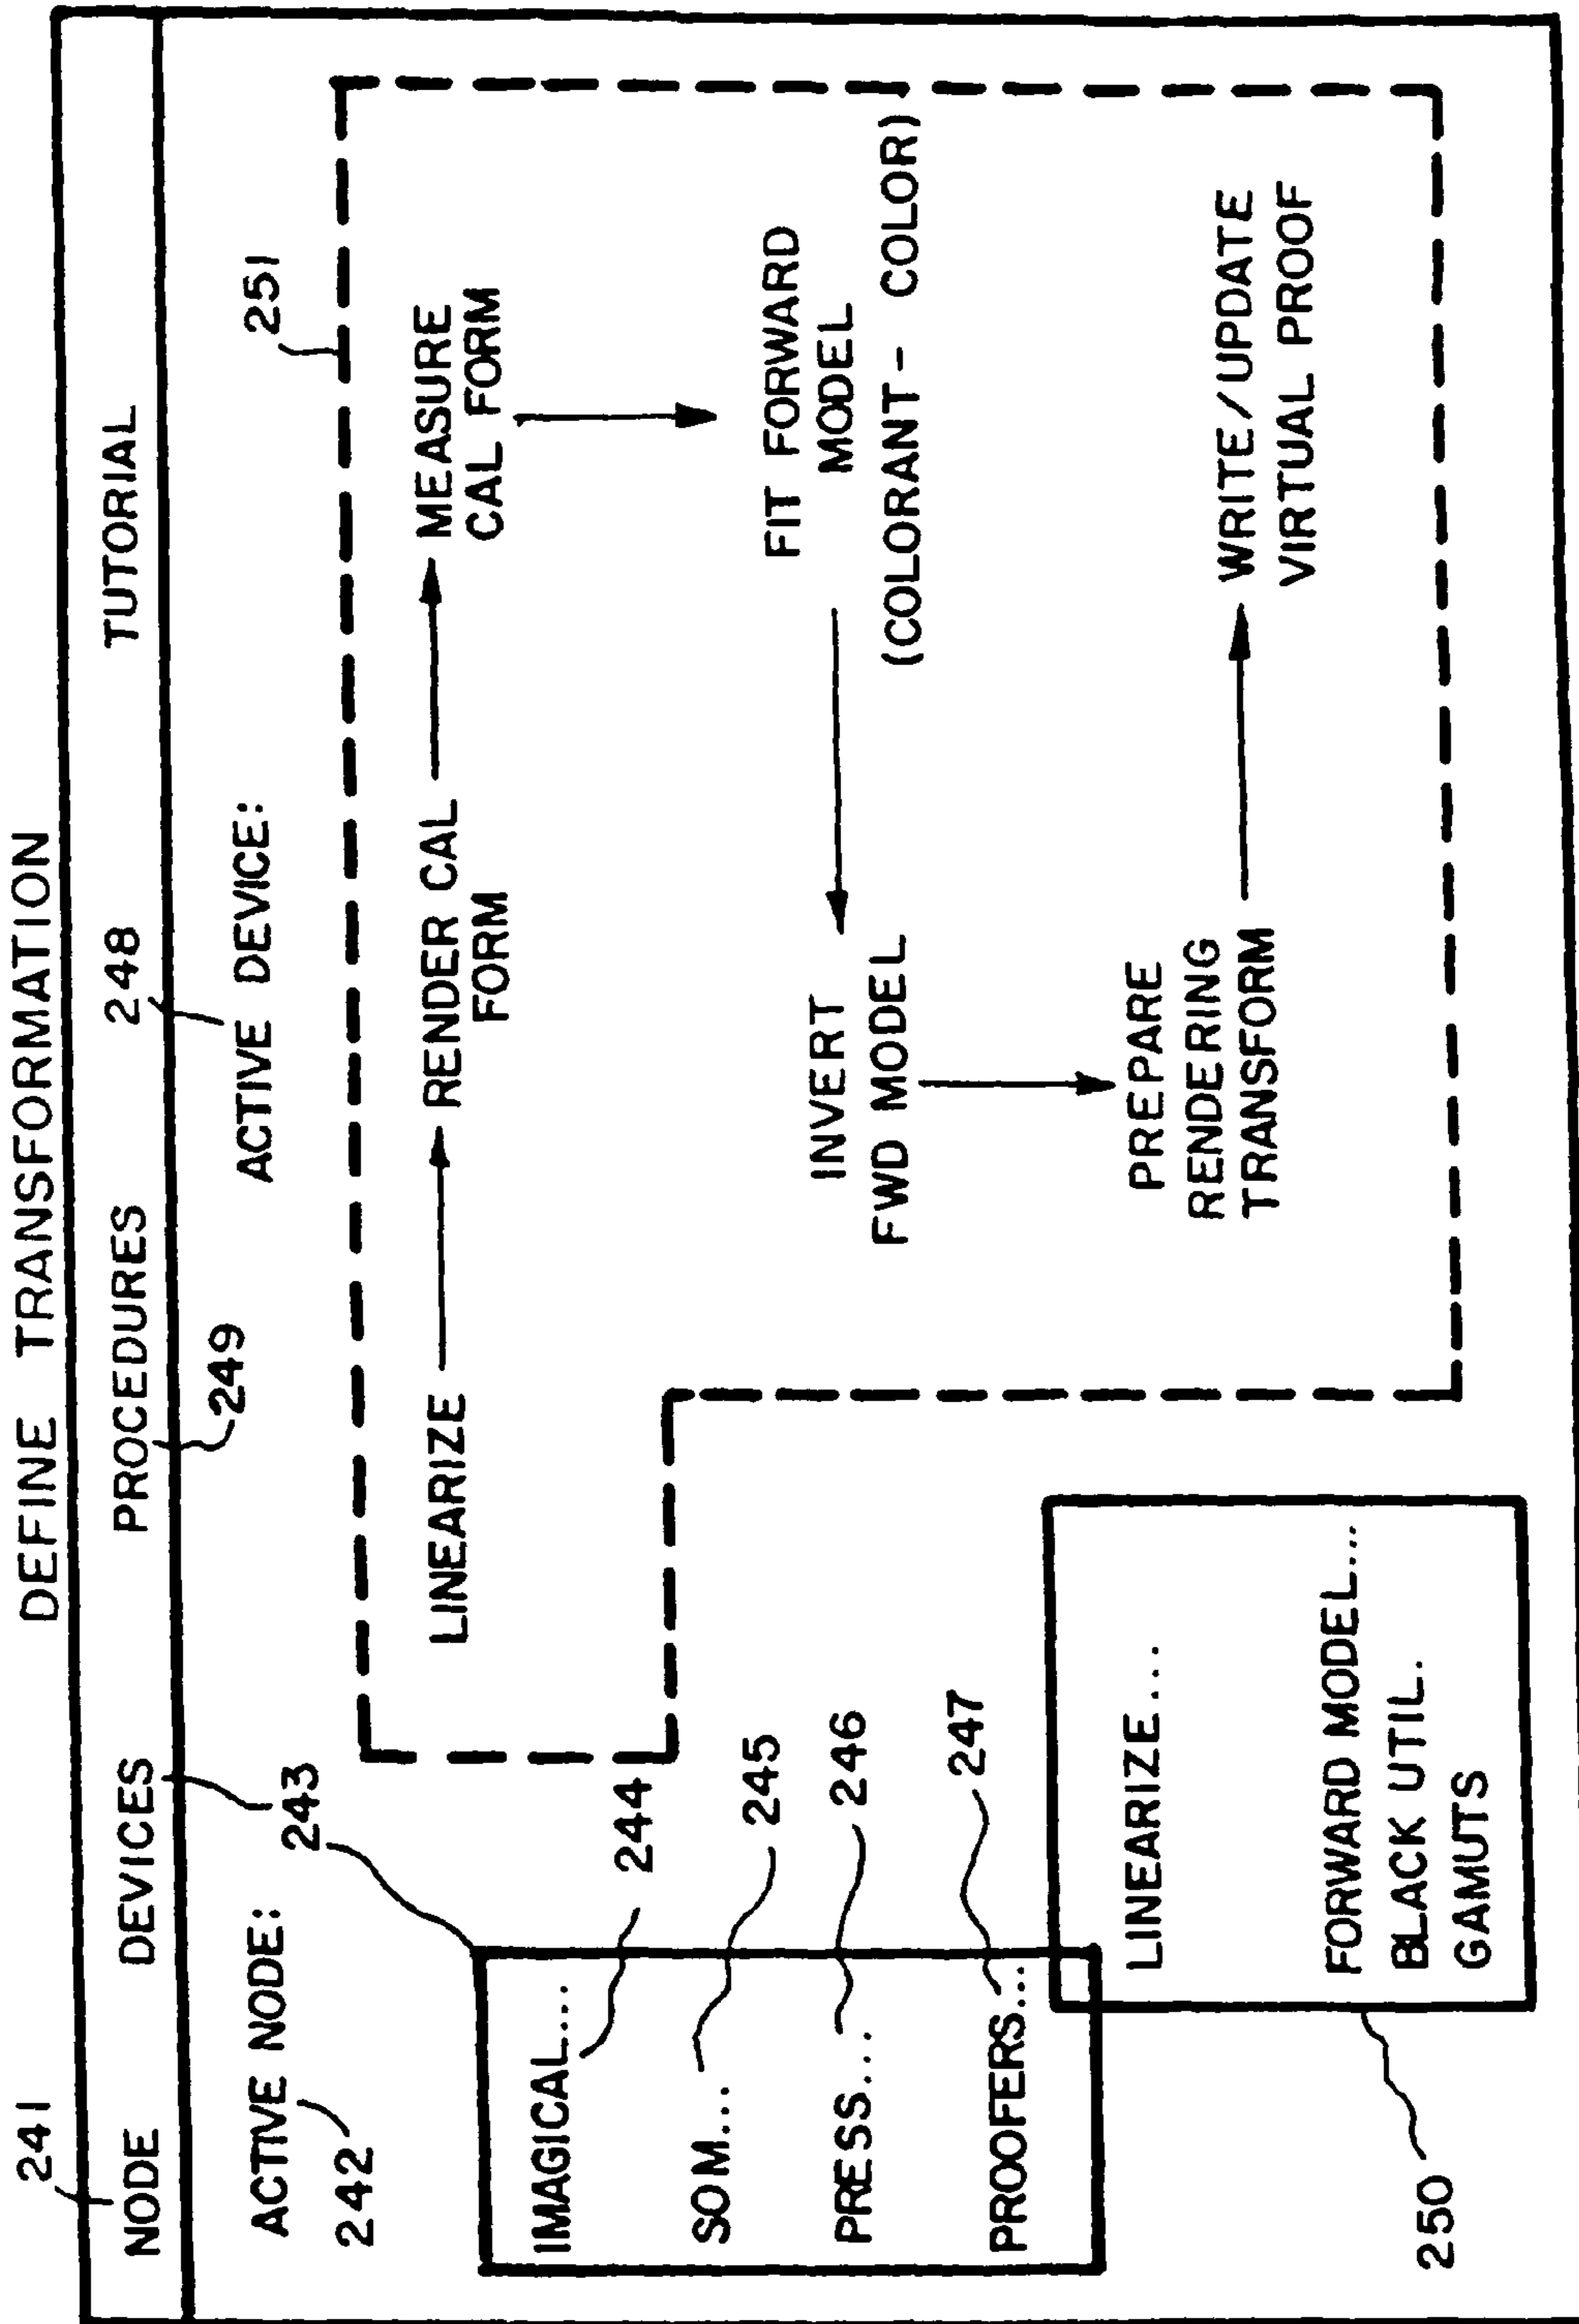 DEFINE TRANSFORMATION
241
NODE DEVICES PROCEDURES 248 TUTORIAL
249
ACTIVE NODE:
242
243
ACTIVE DEVICE:
251
IMAGICAL...
244
SOM...
245
PRESS...
246
PROOFERS...
247
LINEARIZE...
FORWARD MODEL...
BLACK UTIL.
GAMUTS
250
LINEARIZE
RENDER CAL
FORM
MEASURE
CAL FORM
FIT FORWARD
MODEL
(COLORANT- COLOR)
INVERT
FWD MODEL
PREPARE
RENDERING
TRANSFORM
WRITE/UPDATE
VIRTUAL PROOF